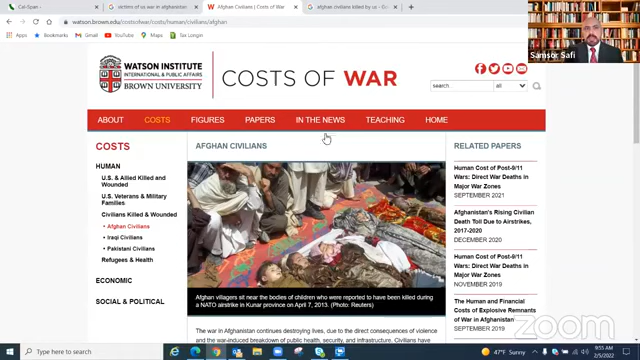 Cel-Span -
victims of us war in afghanistan
Afghan Civilians | Costs of War
afghan civilians killed by us - G
watson.brown.edu/costsofwar/costs/human/civilians/afghan
Apps
Bookmarks
Gmail
YouTube
Maps
Tax Longin
Samsor Safi
WATSON INSTITUTE
INTERNATIONAL & PUBLIC AFFAIRS
BROWN UNIVERSITY
COSTS OF WAR
search...
all
ABOUT
COSTS
FIGURES
PAPERS
IN THE NEWS
TEACHING
HOME
COSTS
HUMAN
U.S. & Allied Killed and
Wounded
U.S. Veterans & Military
Families
Civilians Killed & Wounded
• Afghan Civilians
• Iraqi Civilians
• Pakistani Civilians
Refugees & Health
ECONOMIC
SOCIAL & POLITICAL
AFGHAN CIVILIANS
Afghan villagers sit near the bodies of children who were reported to have been killed during
a NATO airstrike in Kunar province on April 7, 2013. (Photo: Reuters)
The war in Afghanistan continues destroying lives, due to the direct consequences of violence
and the war-induced breakdown of public health, security, and infrastructure. Civilians have
RELATED PAPERS
Human Cost of Post-9/11
Wars: Direct War Deaths in
Major War Zones
SEPTEMBER 2021
Afghanistan's Rising Civilian
Death Toll Due to Airstrikes,
2017-2020
DECEMBER 2020
Human Cost of Post-9/11
Wars: Direct War Deaths in
Major War Zones
NOVEMBER 2019
The Human and Financial
Costs of Explosive Remnants
of War in Afghanistan
SEPTEMBER 2019
zoom
Type here to search
47°F Sunny
9:55 AM
2/5/2022